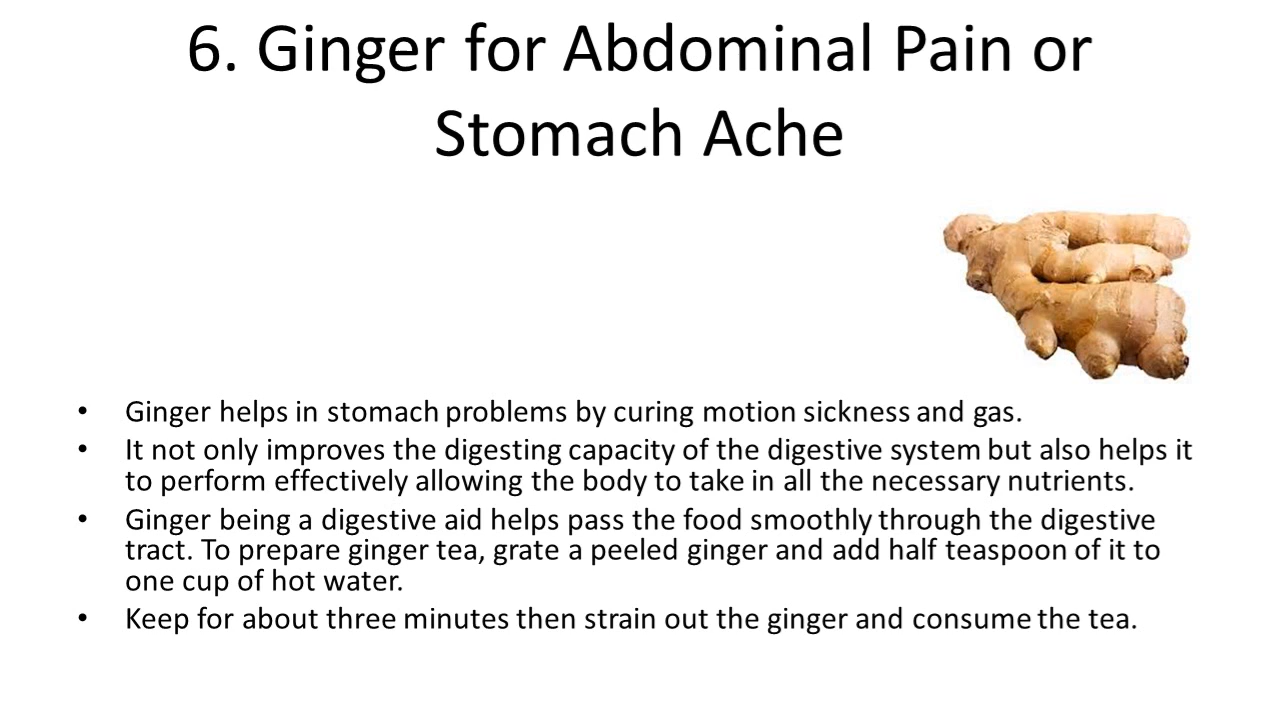 6. Ginger for Abdominal Pain or
Stomach Ache
• Ginger helps in stomach problems by curing motion sickness and gas.
• It not only improves the digesting capacity of the digestive system but also helps it
to perform effectively allowing the body to take in all the necessary nutrients.
• Ginger being a digestive aid helps pass the food smoothly through the digestive
tract. To prepare ginger tea, grate a peeled ginger and add half teaspoon of it to
one cup of hot water.
• Keep for about three minutes then strain out the ginger and consume the tea.